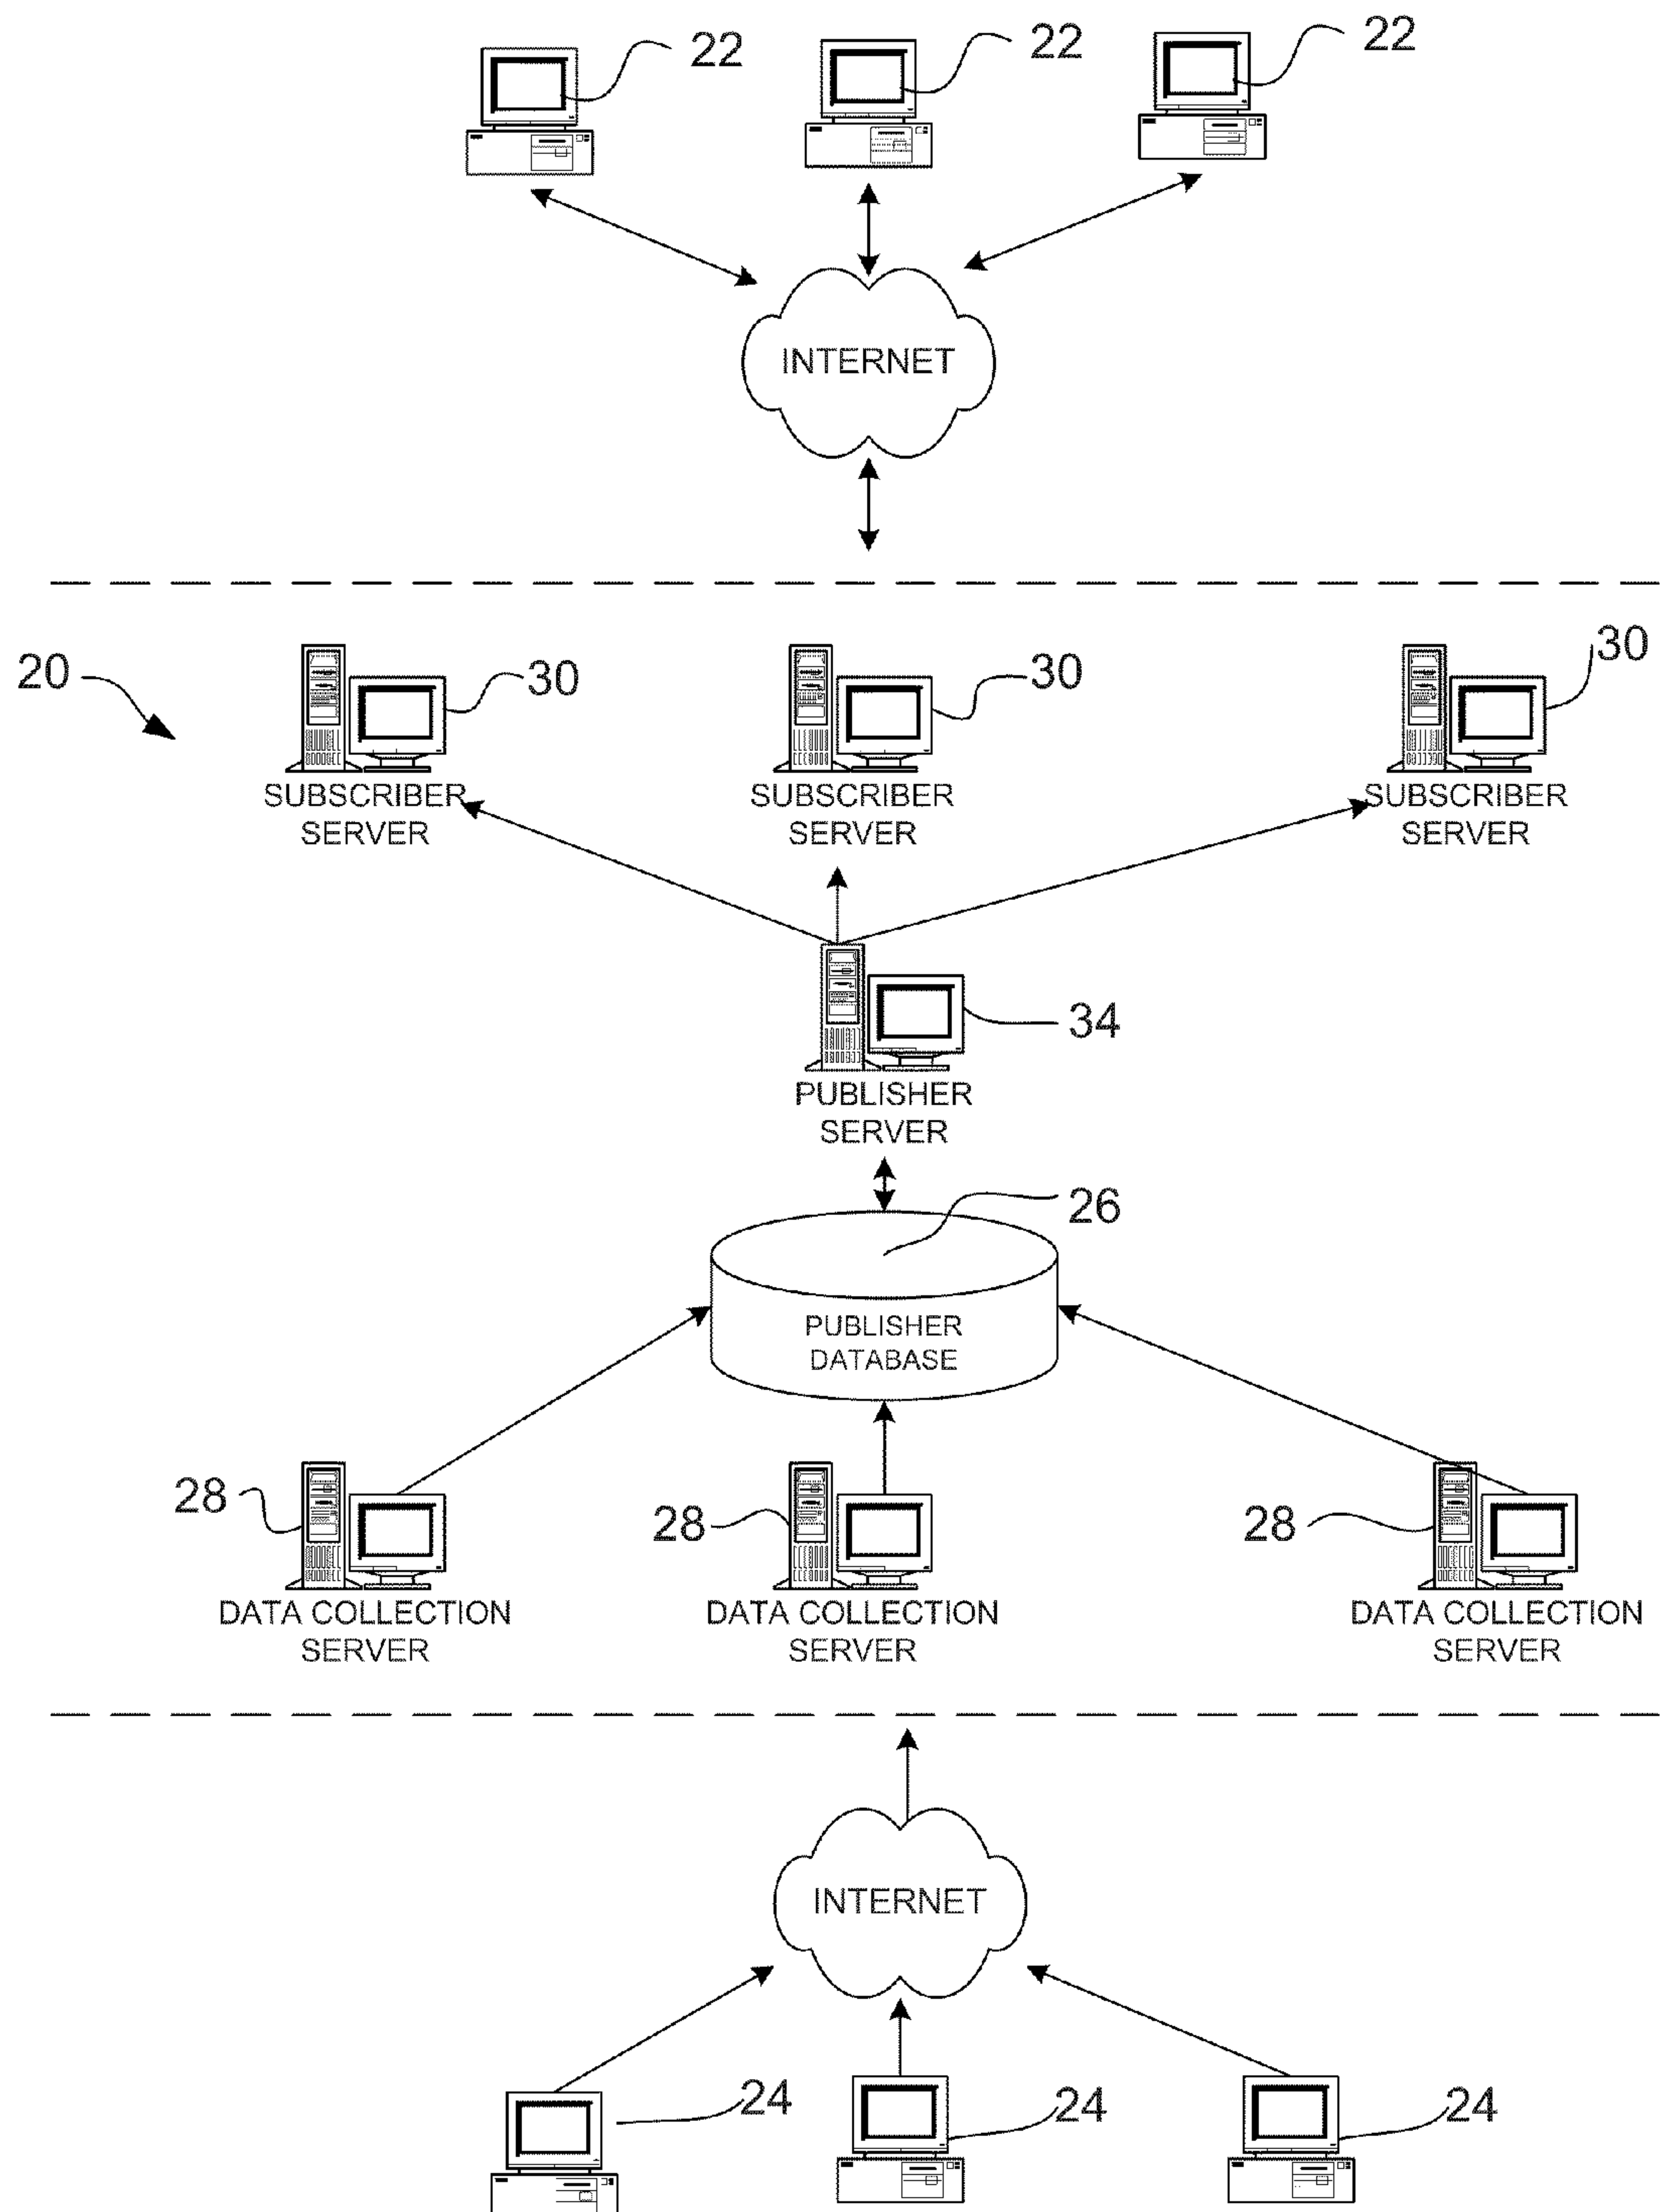 22
22
22
INTERNET
20
30
30
30
SUBSCRIBER
SERVER
SUBSCRIBER
SERVER
SUBSCRIBER
SERVER
34
PUBLISHER
SERVER
26
PUBLISHER
DATABASE
28
28
28
DATA COLLECTION
SERVER
DATA COLLECTION
SERVER
DATA COLLECTION
SERVER
INTERNET
24
24
24